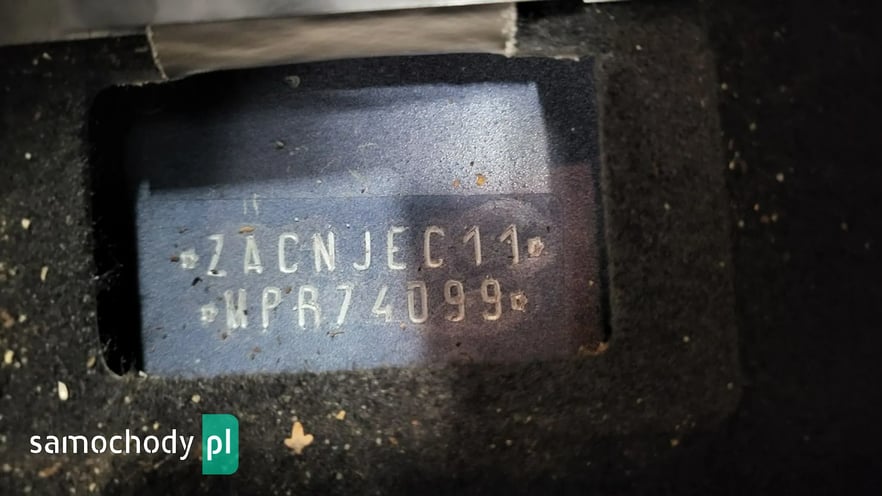 *ZACNJEC11*
*MPR74099*
samochody pl